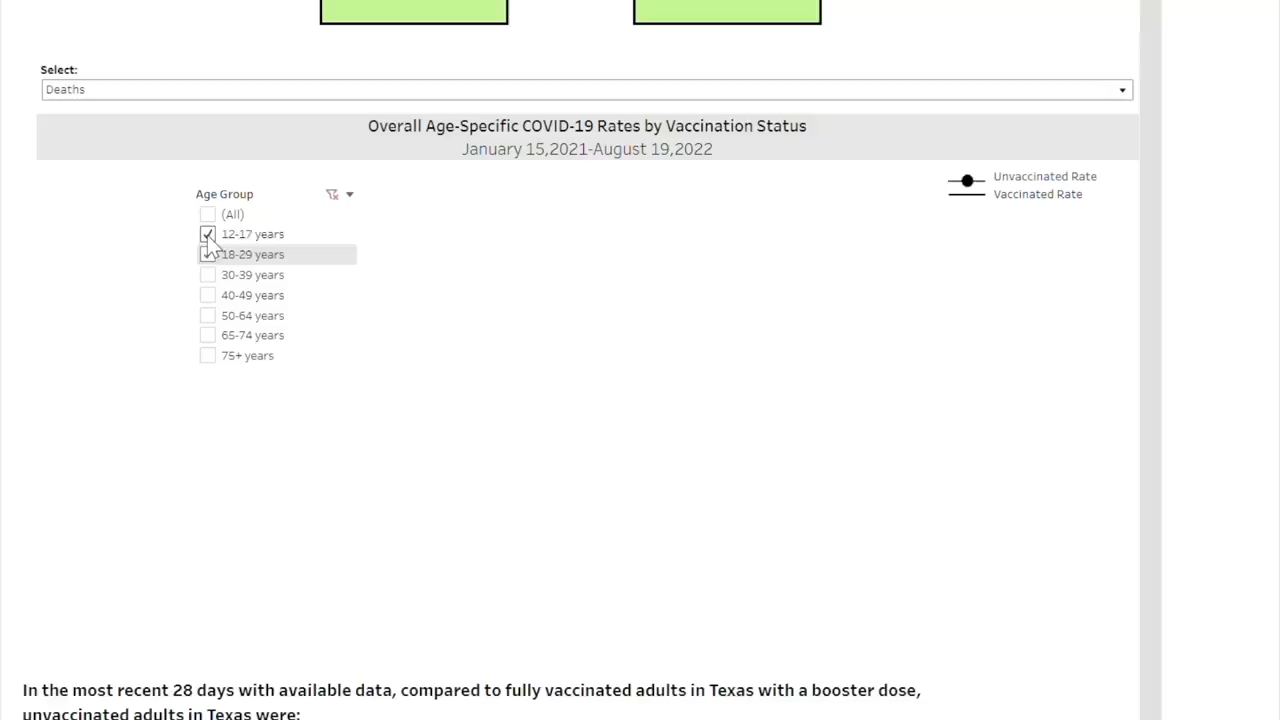 Select:
Deaths
Overall Age-Specific COVID-19 Rates by Vaccination Status
January 15,2021-August 19,2022
Unvaccinated Rate
Vaccinated Rate
Age Group
(All)
12-17 years
18-29 years
30-39 years
40-49 years
50-64 years
65-74 years
75+ years
In the most recent 28 days with available data, compared to fully vaccinated adults in Texas with a booster dose,
unvaccinated adults in Texas were: